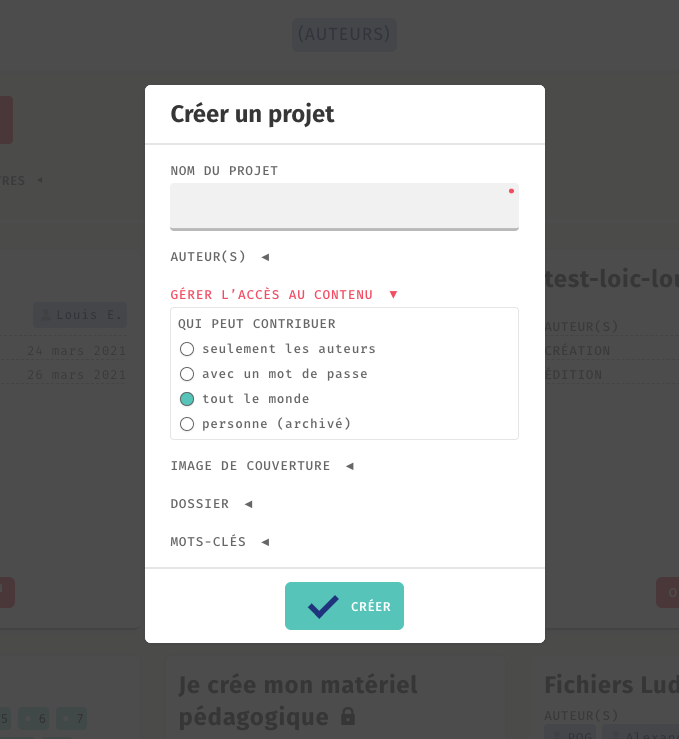 (AUTEURS)
Créer un projet
NOM DU PROJET
TRES
AUTEUR(S)
GÉRER L'ACCÈS AU CONTENU
QUI PEUT CONTRIBUER
seulement les auteurs
avec un mot de passe
tout le monde
personne (archivé)
IMAGE DE COUVERTURE
DOSSIER
MOTS-CLÉS
CRÉER
Louis E.
24 mars 2021
26 mars 2021
test-loic-lou
AUTEUR(S)
CRÉATION
ÉDITION
Je crée mon matériel
pédagogique
Fichiers Lud
AUTEUR(S)
5 6 7